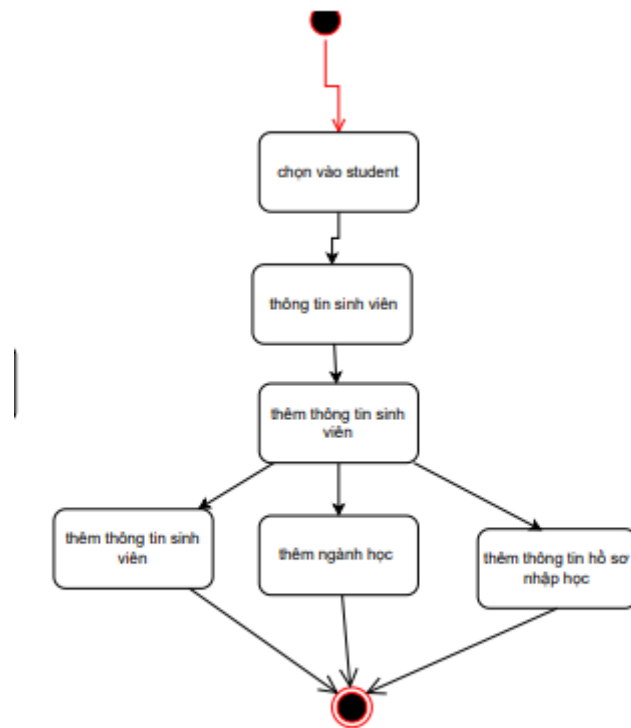 chọn vào student
thông tin sinh viên
thêm thông tin sinh
viên
thêm thông tin sinh
viên
thêm ngành học
thêm thông tin hồ sơ
nhập học